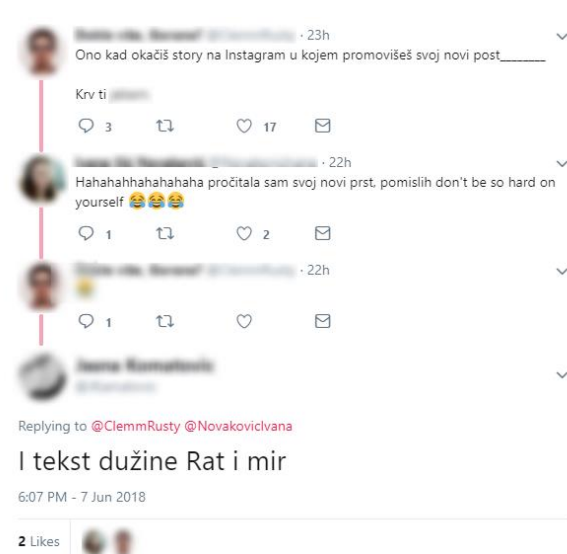 · 23h
Ono kad okačiš story na Instagram u kojem promovišeš svoj novi post________
Krv ti
3 17
· 22h
Hahahahhahahahaha pročitala sam svoj novi prst, pomislih don't be so hard on
yourself 😂😂😂
1 2
· 22h
1
Replying to @ClemmRusty @NovakovicIvana
I tekst dužine Rat i mir
6:07 PM - 7 Jun 2018
2 Likes